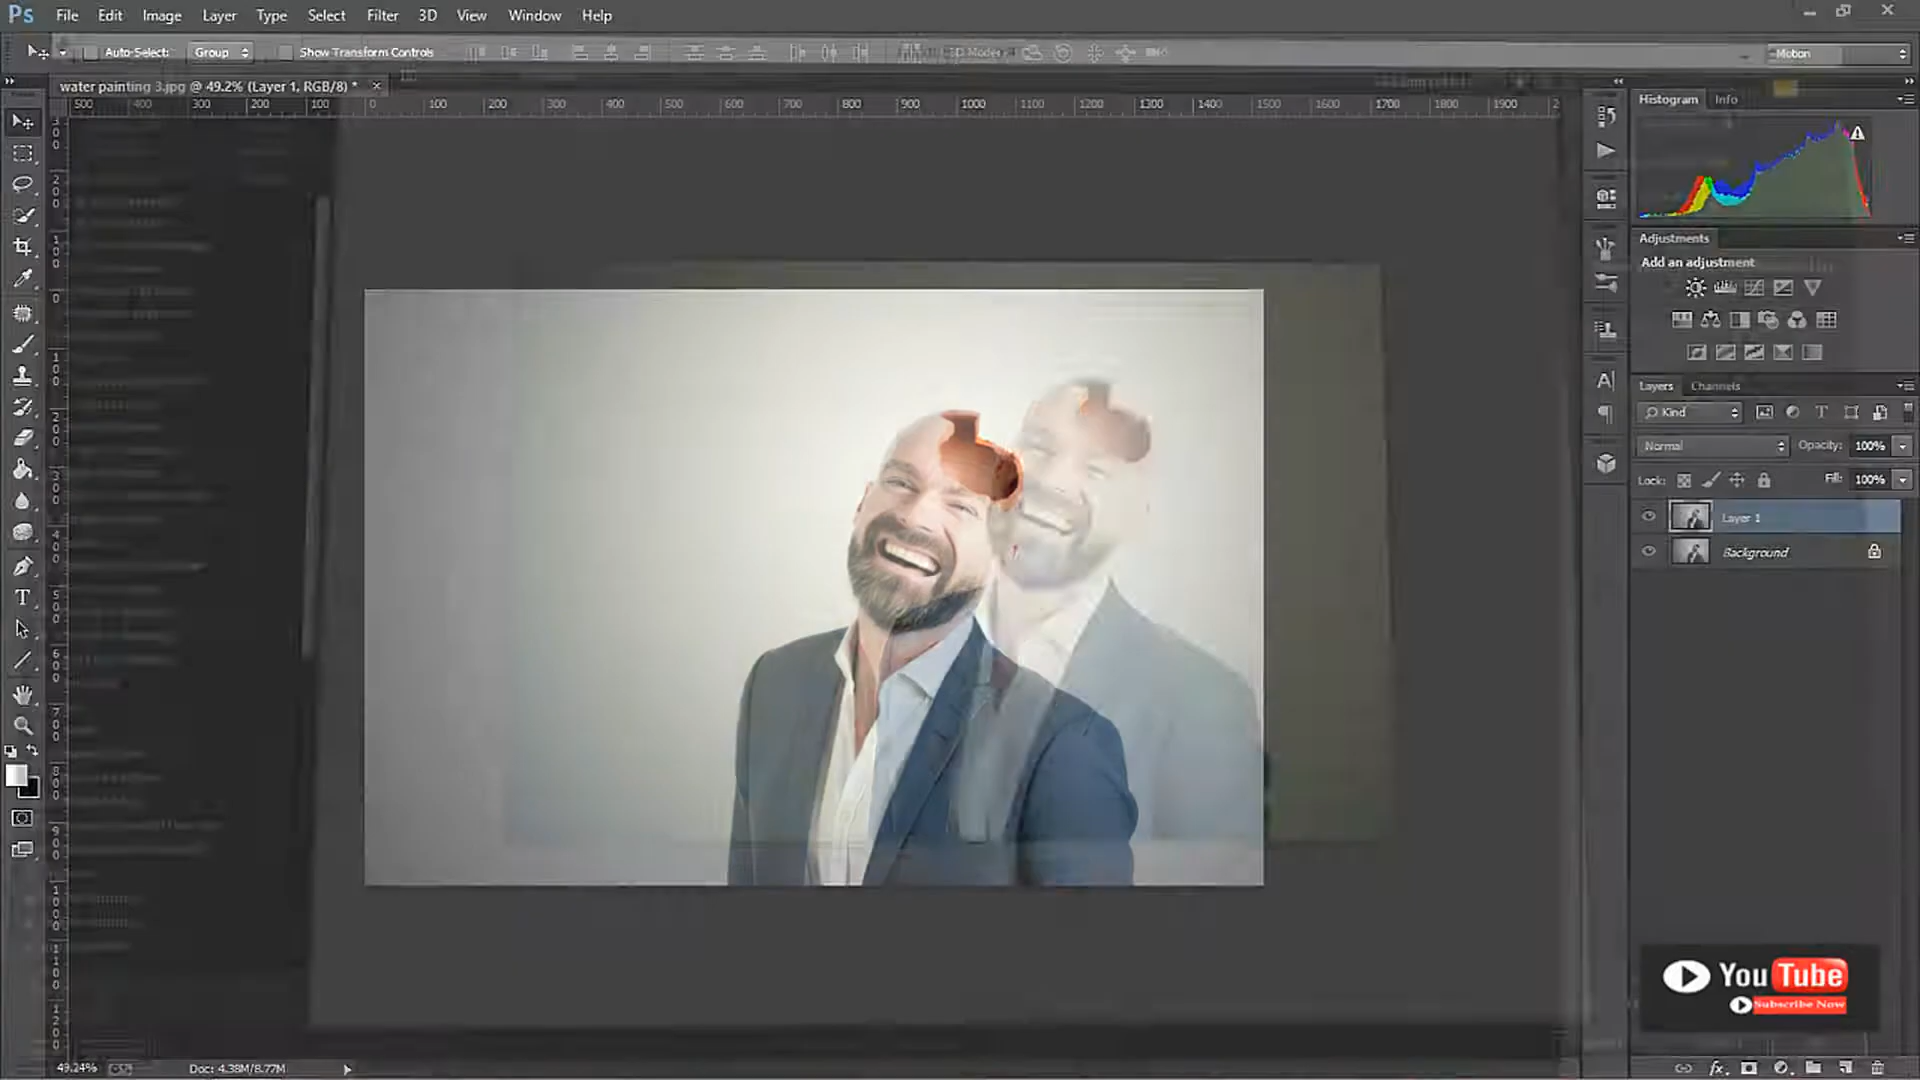 Ps File Edit Image Layer Type Select Filter 3D View Window Help
Auto-Select: Group Show Transform Controls 3D Mode: Motion
water painting 3.jpg @ 49.2% (Layer 1, RGB/8) * ×
500 400 300 200 100 0 100 200 300 400 500 600 700 800 900 1000 1100 1200 1300 1400 1500 1600 1700 1800 1900 2
Histogram Info
Adjustments
Add an adjustment
Layers Channels
Kind
Normal Opacity: 100%
Lock: Fill: 100%
Layer 1
Background
YouTube
Subscribe Now
49.24% Doc: 4.38M/8.77M